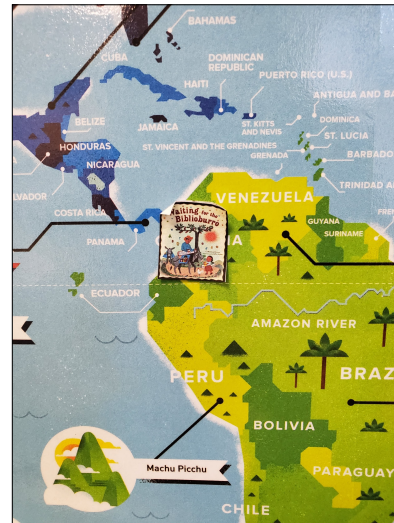 BAHAMAS
CUBA
DOMINICAN
REPUBLIC
HAITI
PUERTO RICO (U.S.)
ANTIGUA AND BA
BELIZE
JAMAICA
ST. KITTS
AND NEVIS
DOMINICA
ST. LUCIA
HONDURAS
ST. VINCENT AND THE GRENADINES
GRENADA
BARBADO
NICARAGUA
LVADOR
TRINIDAD A
VENEZUELA
COSTA RICA
Waiting for the
Biblioburro
GUYANA
SURINAME
FRE
PANAMA
IA
ECUADOR
AMAZON RIVER
PERU
BRAZ
BOLIVIA
Machu Picchu
PARAGUAY
CHILE